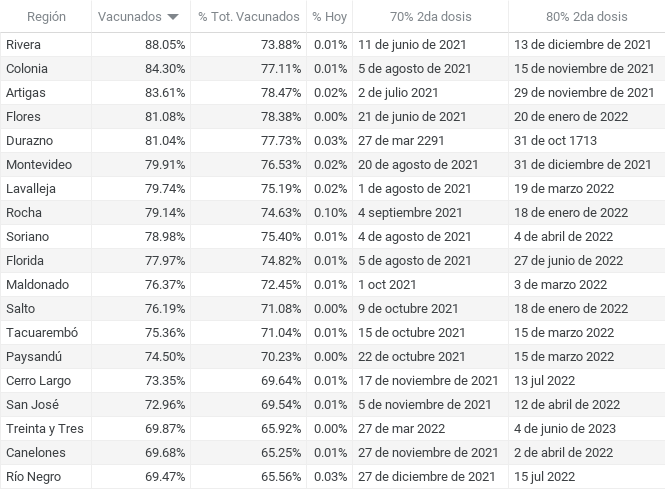 Región Vacunados % Tot. Vacunados % Hoy 70% 2da dosis 80% 2da dosis
Rivera 88.05% 73.88% 0.01% 11 de junio de 2021 13 de diciembre de 2021
Colonia 84.30% 77.11% 0.01% 5 de agosto de 2021 15 de noviembre de 2021
Artigas 83.61% 78.47% 0.02% 2 de julio 2021 29 de noviembre de 2021
Flores 81.08% 78.38% 0.00% 21 de junio de 2021 20 de enero de 2022
Durazno 81.04% 77.73% 0.03% 27 de mar 2291 31 de oct 1713
Montevideo 79.91% 76.53% 0.02% 20 de agosto de 2021 31 de diciembre de 2021
Lavalleja 79.74% 75.19% 0.02% 1 de agosto de 2021 19 de marzo 2022
Rocha 79.14% 74.63% 0.10% 4 septiembre 2021 18 de enero de 2022
Soriano 78.98% 75.40% 0.01% 4 de agosto de 2021 4 de abril de 2022
Florida 77.97% 74.82% 0.01% 5 de agosto de 2021 27 de junio de 2022
Maldonado 76.37% 72.45% 0.01% 1 oct 2021 3 de marzo 2022
Salto 76.19% 71.08% 0.00% 9 de octubre de 2021 18 de enero de 2022
Tacuarembó 75.36% 71.04% 0.01% 15 de octubre de 2021 15 de marzo de 2022
Paysandú 74.50% 70.23% 0.00% 22 de octubre de 2021 15 de marzo de 2022
Cerro Largo 73.35% 69.64% 0.01% 17 de noviembre de 2021 13 jul 2022
San José 72.96% 69.54% 0.01% 5 de noviembre de 2021 12 de abril de 2022
Treinta y Tres 69.87% 65.92% 0.00% 27 de mar 2022 4 de junio de 2023
Canelones 69.68% 65.25% 0.01% 27 de noviembre de 2021 2 de abril de 2022
Río Negro 69.47% 65.56% 0.03% 27 de diciembre de 2021 15 jul 2022